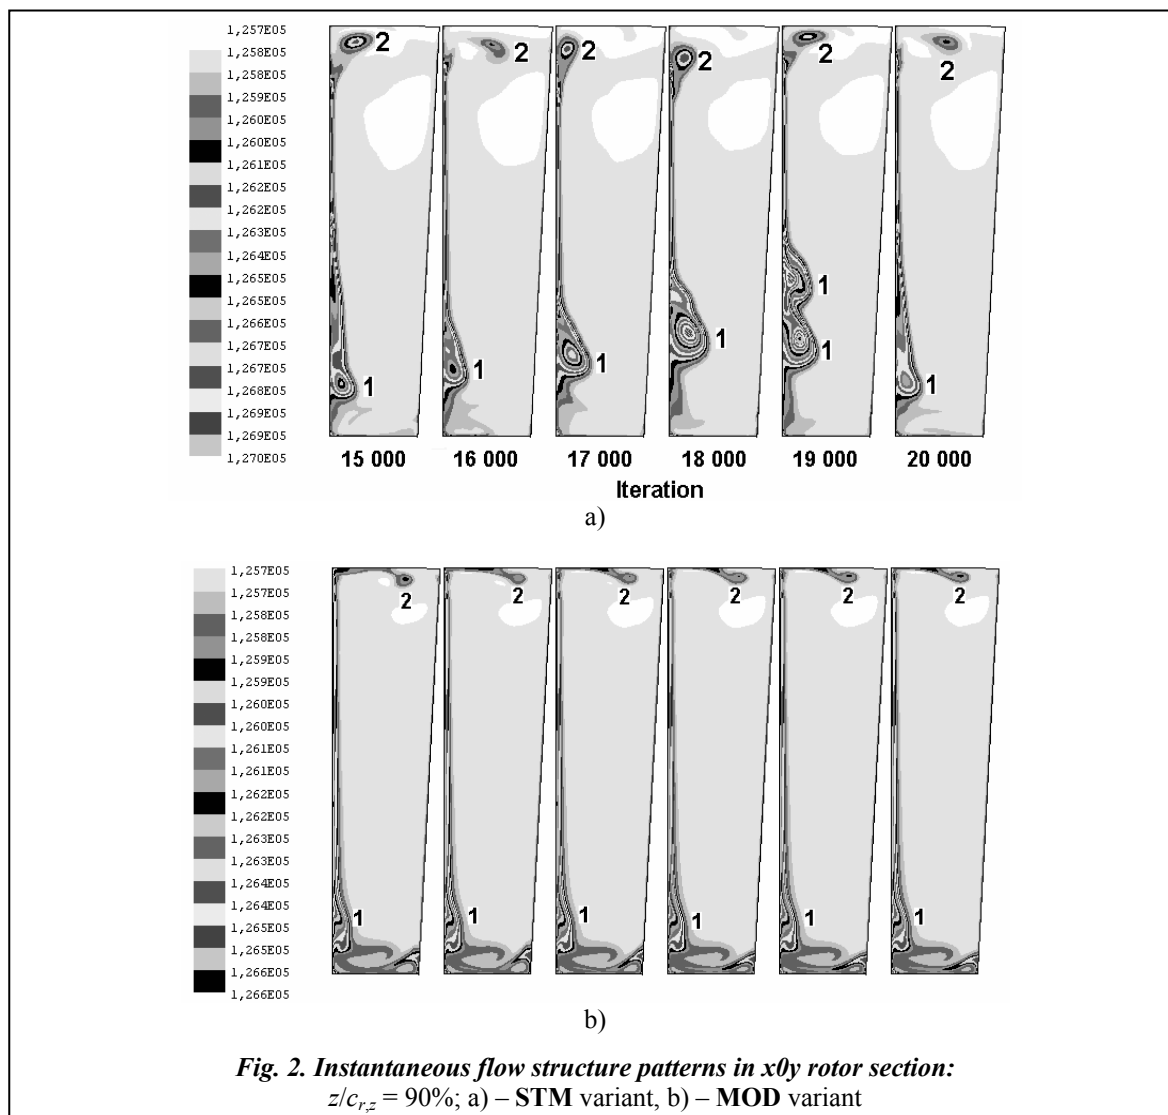 1,257E05
1,258E05
1,258E05
1,259E05
1,260E05
1,260E05
1,261E05
1,262E05
1,262E05
1,263E05
1,264E05
1,265E05
1,265E05
1,266E05
1,267E05
1,267E05
1,268E05
1,269E05
1,269E05
1,270E05
2 2 2 2 2 2
1 1 1 1 1 1 1
15 000 16 000 17 000 18 000 19 000 20 000
Iteration
a)
1,257E05
1,257E05
1,258E05
1,258E05
1,259E05
1,259E05
1,260E05
1,260E05
1,261E05
1,261E05
1,262E05
1,262E05
1,263E05
1,263E05
1,264E05
1,264E05
1,265E05
1,265E05
1,266E05
1,266E05
2 2 2 2 2 2
1 1 1 1 1 1
b)
Fig. 2. Instantaneous flow structure patterns in x0y rotor section:
z/c_{r,z} = 90%; a) – STM variant, b) – MOD variant